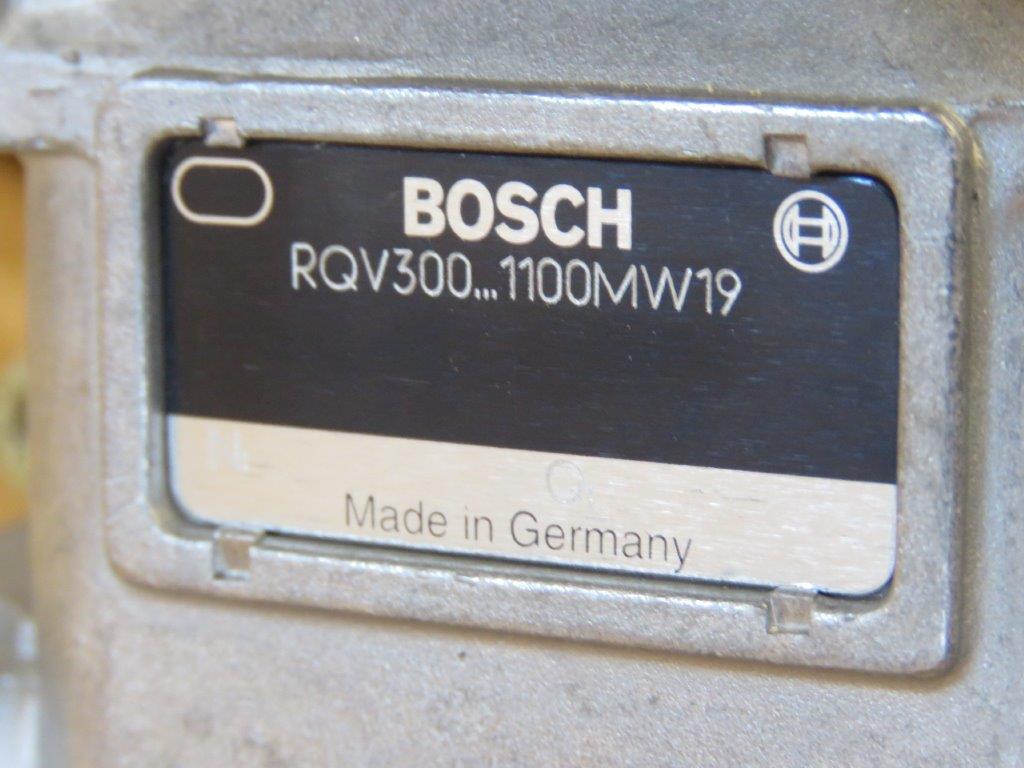 BOSCH
RQV300...1100MW19
Made in Germany